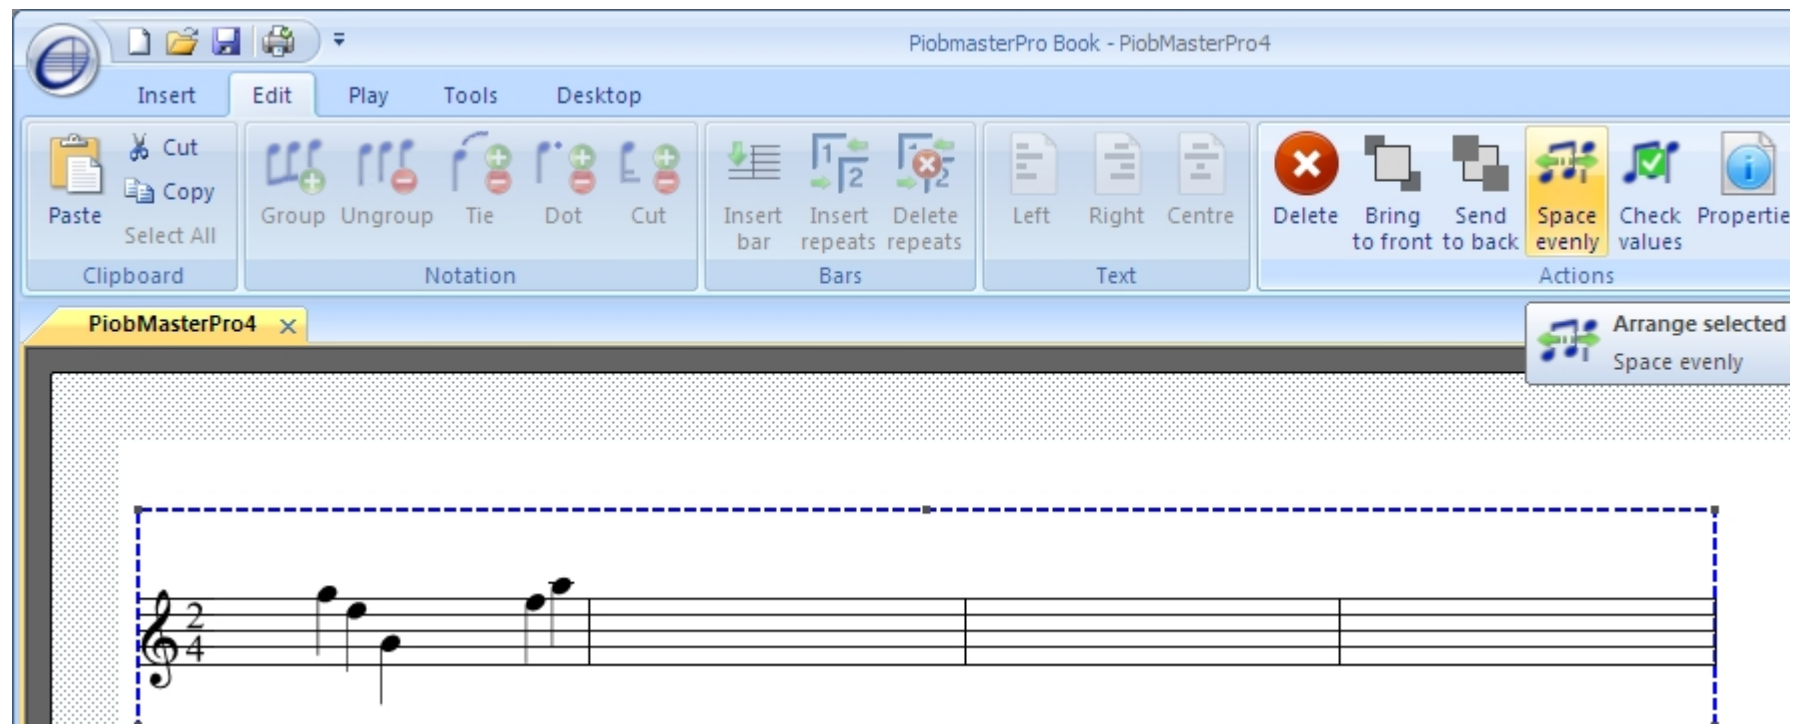 PiobmasterPro Book - PiobMasterPro4
Insert Edit Play Tools Desktop
Paste
Cut
Copy
Select All
Clipboard
Group Ungroup Tie Dot Cut
Notation
Insert bar
Insert repeats
Delete repeats
Bars
Left Right Centre
Text
Delete
Bring to front
Send to back
Space evenly
Check values
Propertie
Actions
PiobMasterPro4
Arrange selected
Space evenly
2
4